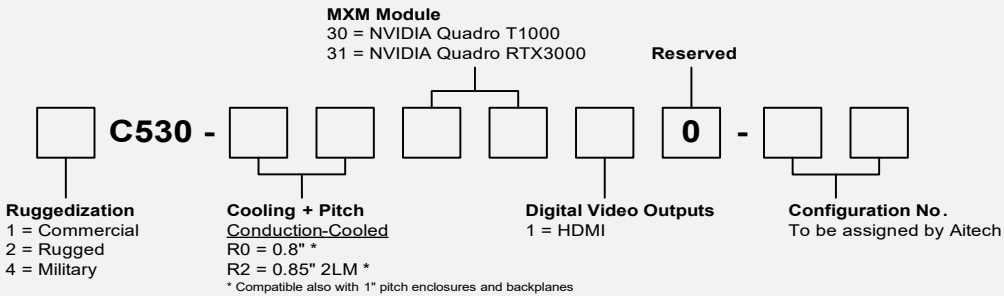 MXM Module
30 = NVIDIA Quadro T1000
31 = NVIDIA Quadro RTX3000
Reserved
C530 - 0 -
Ruggedization
1 = Commercial
2 = Rugged
4 = Military
Cooling + Pitch
Conduction-Cooled
R0 = 0.8" *
R2 = 0.85" 2LM *
* Compatible also with 1" pitch enclosures and backplanes
Digital Video Outputs
1 = HDMI
Configuration No.
To be assigned by Aitech